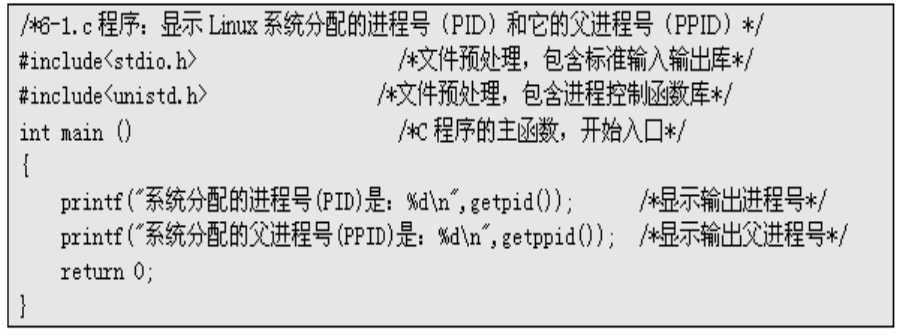 /*6-1.c 程序：显示 Linux 系统分配的进程号（PID）和它的父进程号（PPID）*/
#include<stdio.h> /*文件预处理，包含标准输入输出库*/
#include<unistd.h> /*文件预处理，包含进程控制函数库*/
int main () /*C 程序的主函数，开始入口*/
{
printf("系统分配的进程号(PID)是：%d\n",getpid()); /*显示输出进程号*/
printf("系统分配的父进程号(PPID)是：%d\n",getppid()); /*显示输出父进程号*/
return 0;
}